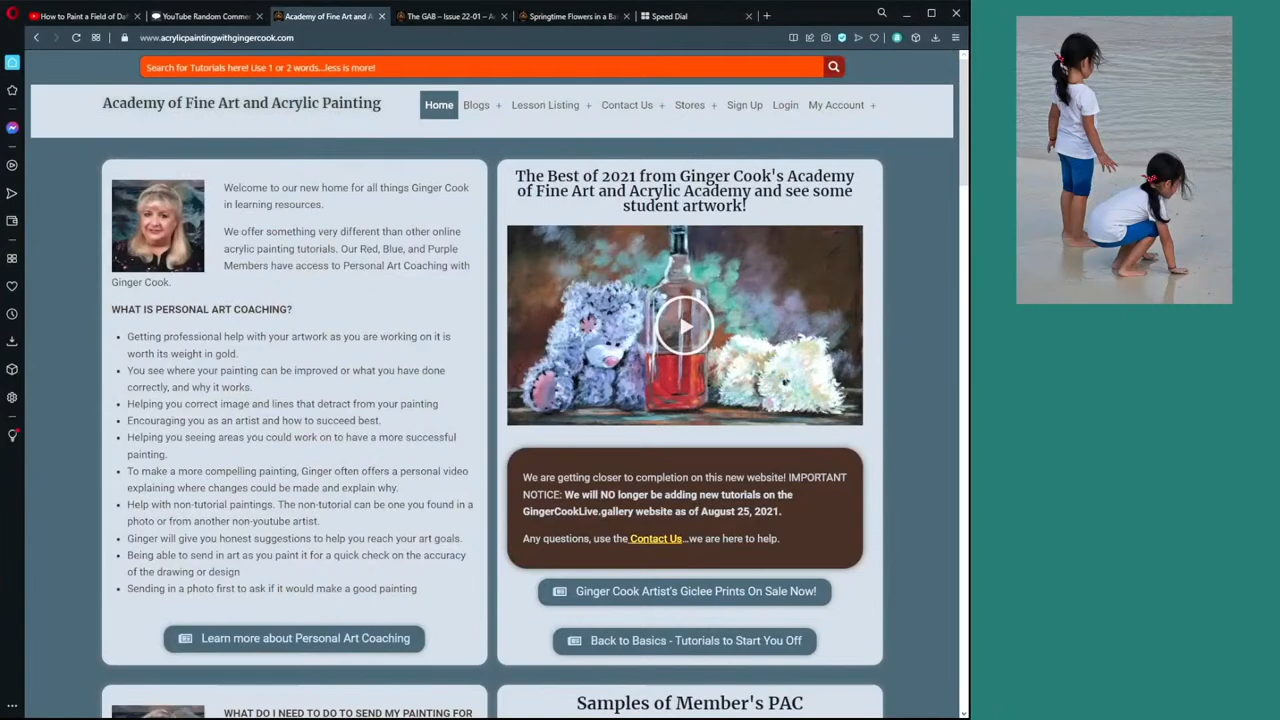 How to Paint a Field of Daf
YouTube Random Comme
Academy of Fine Art and A
The GAB – Issue 22-01 – A
Springtime Flowers in a Ba
Speed Dial
www.acrylicpaintingwithgingercook.com
Search for Tutorials here! Use 1 or 2 words...less is more!
Academy of Fine Art and Acrylic Painting
Home Blogs + Lesson Listing + Contact Us + Stores + Sign Up Login My Account +
Welcome to our new home for all things Ginger Cook
in learning resources.
We offer something very different than other online
acrylic painting tutorials. Our Red, Blue, and Purple
Members have access to Personal Art Coaching with
Ginger Cook.
WHAT IS PERSONAL ART COACHING?
Getting professional help with your artwork as you are working on it is
worth its weight in gold.
You see where your painting can be improved or what you have done
correctly, and why it works.
Helping you correct image and lines that detract from your painting
Encouraging you as an artist and how to succeed best.
Helping you seeing areas you could work on to have a more successful
painting.
To make a more compelling painting, Ginger often offers a personal video
explaining where changes could be made and explain why.
Help with non-tutorial paintings. The non-tutorial can be one you found in a
photo or from another non-youtube artist.
Ginger will give you honest suggestions to help you reach your art goals.
Being able to send in art as you paint it for a quick check on the accuracy
of the drawing or design
Sending in a photo first to ask if it would make a good painting
Learn more about Personal Art Coaching
The Best of 2021 from Ginger Cook's Academy
of Fine Art and Acrylic Academy and see some
student artwork!
We are getting closer to completion on this new website! IMPORTANT
NOTICE: We will NO longer be adding new tutorials on the
GingerCookLive.gallery website as of August 25, 2021.
Any questions, use the Contact Us...we are here to help.
Ginger Cook Artist's Giclee Prints On Sale Now!
Back to Basics - Tutorials to Start You Off
WHAT DO I NEED TO DO TO SEND MY PAINTING FOR
Samples of Member's PAC